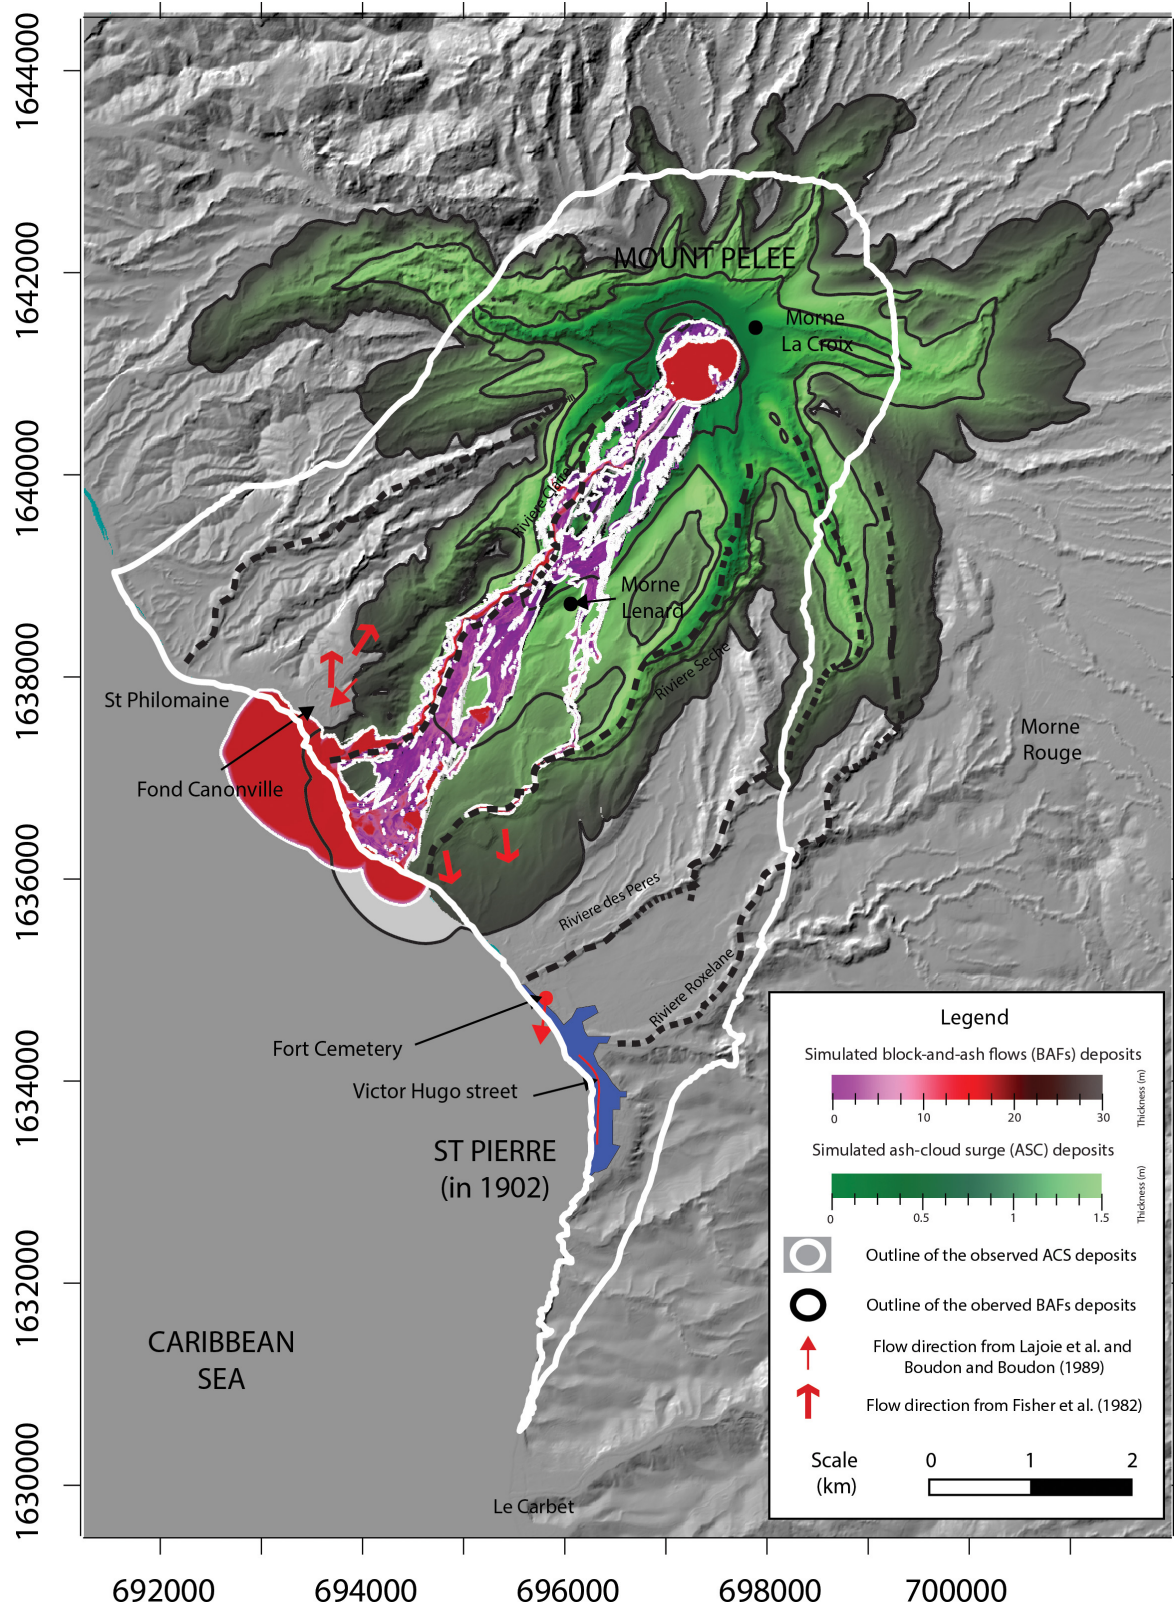 1644000
1642000
1640000
1638000
1636000
1634000
1632000
1630000
MOUNT PELEE
Morne
La Croix
Riviere Claire
Morne
Lenard
Riviere Seche
St Philomaine
Fond Canonville
Morne
Rouge
Riviere des Peres
Riviere Roxelane
Fort Cemetery
Victor Hugo street
ST PIERRE
(in 1902)
CARIBBEAN
SEA
Le Carbet
Legend
Simulated block-and-ash flows (BAFs) deposits
0 10 20 30
Thickness (m)
Simulated ash-cloud surge (ASC) deposits
0 0.5 1 1.5
Thickness (m)
Outline of the observed ACS deposits
Outline of the oberved BAFs deposits
Flow direction from Lajoie et al. and
Boudon and Boudon (1989)
Flow direction from Fisher et al. (1982)
Scale
(km)
0 1 2
692000 694000 696000 698000 700000